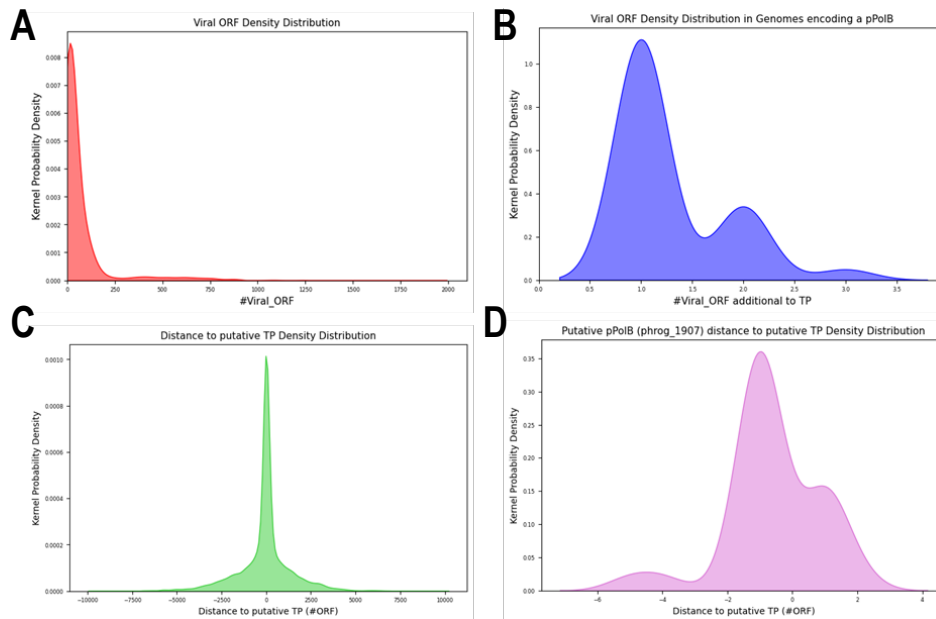 A
Viral ORF Density Distribution
Kernel Probability Density
0.008
0.007
0.006
0.005
0.004
0.003
0.002
0.001
0.000
0 250 500 750 1000 1250 1500 1750 2000
#Viral_ORF
B
Viral ORF Density Distribution in Genomes encoding a pPolB
Kernel Probability Density
1.0
0.8
0.6
0.4
0.2
0.0
0.0 0.5 1.0 1.5 2.0 2.5 3.0 3.5
#Viral_ORF additional to TP
C
Distance to putative TP Density Distribution
Kernel Probability Density
0.0010
0.0008
0.0006
0.0004
0.0002
0.0000
−10000 −7500 −5000 −2500 0 2500 5000 7500 10000
Distance to putative TP (#ORF)
D
Putative pPolB (phrog_1907) distance to putative TP Density Distribution
Kernel Probability Density
0.35
0.30
0.25
0.20
0.15
0.10
0.05
0.00
−6 −4 −2 0 2 4
Distance to putative TP (#ORF)